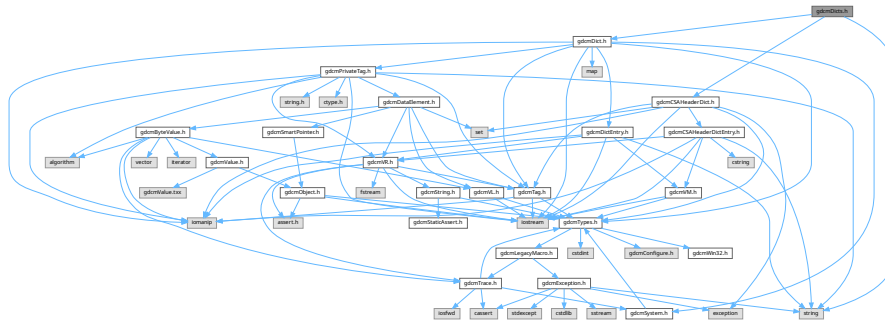 gdcmDicts.h
gdcmDict.h
gdcmPrivateTag.h
map
string.h
ctype.h
gdcmDataElement.h
gdcmCSAHeaderDict.h
gdcmByteValue.h
gdcmSmartPointer.h
set
gdcmDictEntry.h
gdcmCSAHeaderDictEntry.h
algorithm
vector
iterator
gdcmValue.h
gdcmVR.h
cstring
gdcmValue.txx
gdcmObject.h
fstream
gdcmString.h
gdcmVL.h
gdcmTag.h
gdcmVM.h
iomanip
assert.h
gdcmStaticAssert.h
iostream
gdcmTypes.h
gdcmLegacyMacro.h
cstdint
gdcmConfigure.h
gdcmWin32.h
gdcmTrace.h
gdcmException.h
iosfwd
cassert
stdexcept
cstdlib
sstream
gdcmSystem.h
exception
string